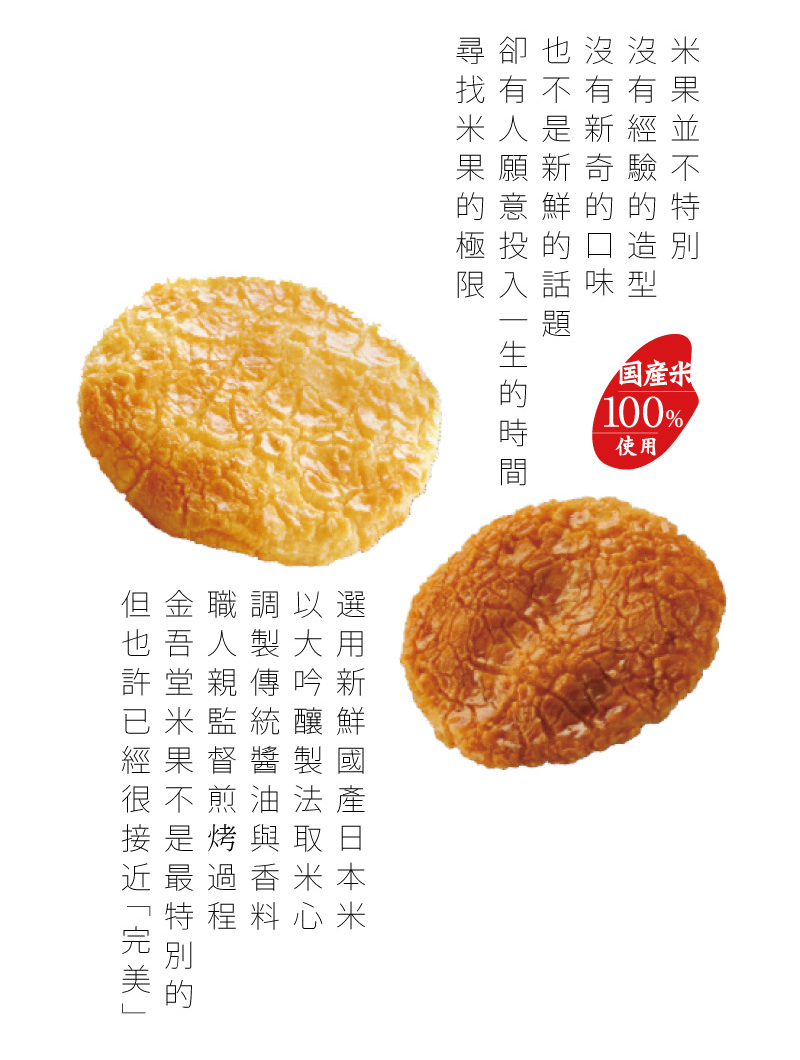 米果並不特別
沒有經驗的造型
沒有新奇的口味
也不是新鮮的話題
卻有人願意投入一生的時間
尋找米果的極限
国産米
100%
使用
選用新鮮國產日本米
以大吟釀製法取米心
調製傳統醬油與香料
職人親監督煎烤過程
金吾堂米果不是最特別的
但也許已經很接近「完美」